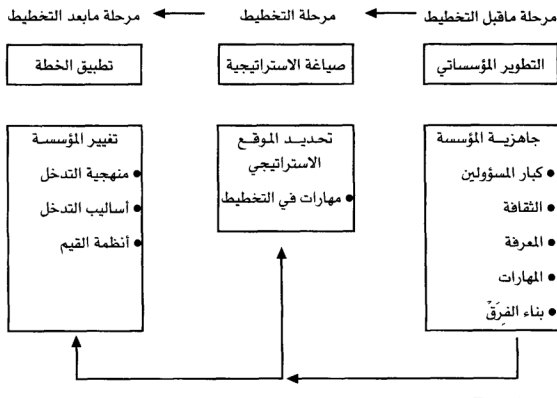 مرحلة ماقبل التخطيط
مرحلة التخطيط
مرحلة مابعد التخطيط
التطوير المؤسساتي
صياغة الاستراتيجية
تطبيق الخطة
جاهزية المؤسسة
• كبار المسؤولين
• الثقافة
• المعرفة
• المهارات
• بناء الفِرَقْ
تحديد الموقع
الاستراتيجي
• مهارات في التخطيط
تغيير المؤسسة
• منهجية التدخل
• أساليب التدخل
• أنظمة القيم